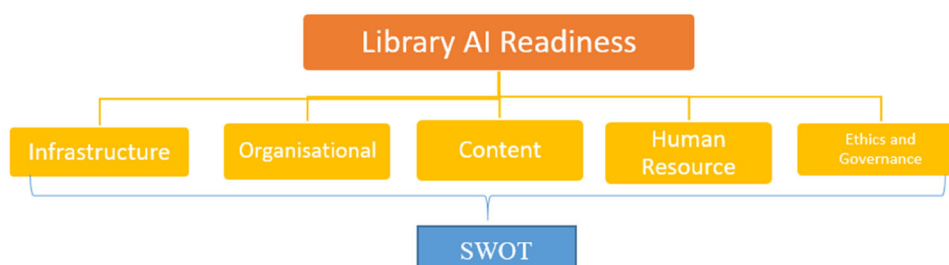 Library AI Readiness
Infrastructure
Organisational
Content
Human
Resource
Ethics and
Governance
SWOT